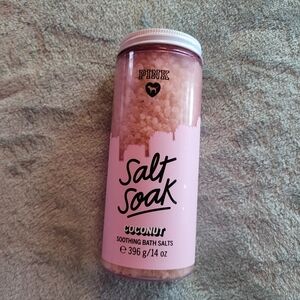 PINK
Salt
Soak
COCONUT
SOOTHING BATH SALTS
℮ 396 g/14 oz